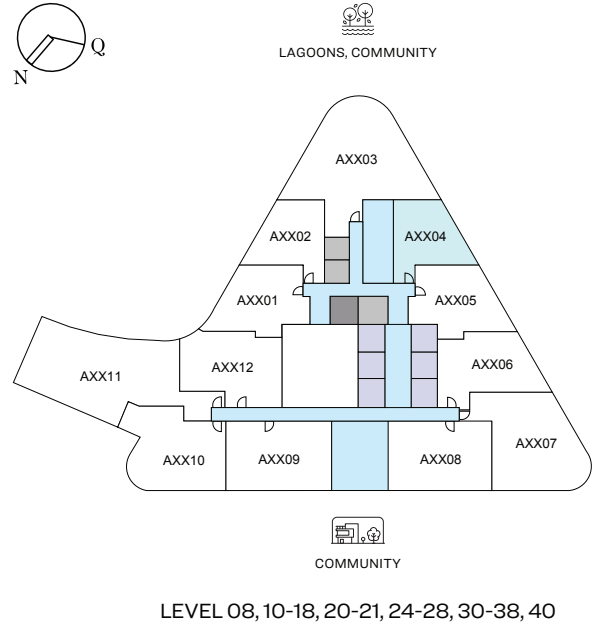 Q
N
LAGOONS, COMMUNITY
AXX03
AXX02
AXX04
AXX01
AXX05
AXX12
AXX06
AXX11
AXX07
AXX10
AXX09
AXX08
COMMUNITY
LEVEL 08, 10-18, 20-21, 24-28, 30-38, 40